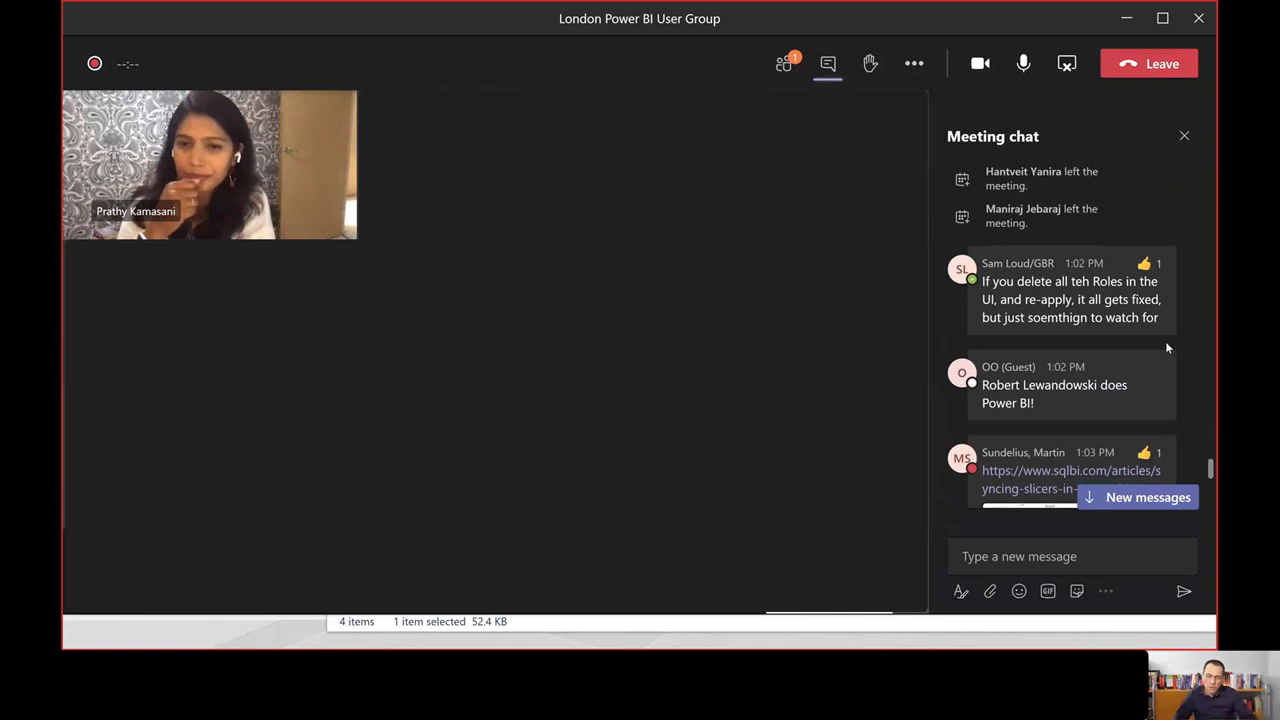 London Power BI User Group
--:--
1
Leave
Prathy Kamasani
Meeting chat
Hantveit Yanira left the
meeting.
Maniraj Jebaraj left the
meeting.
SL
Sam Loud/GBR 1:02 PM 👍 1
If you delete all teh Roles in the
UI, and re-apply, it all gets fixed,
but just soemthign to watch for
O
OO (Guest) 1:02 PM
Robert Lewandowski does
Power BI!
MS
Sundelius, Martin 1:03 PM 👍 1
https://www.sqlbi.com/articles/s
yncing-slicers-in-
New messages
Type a new message
GIF
4 items 1 item selected 52.4 KB